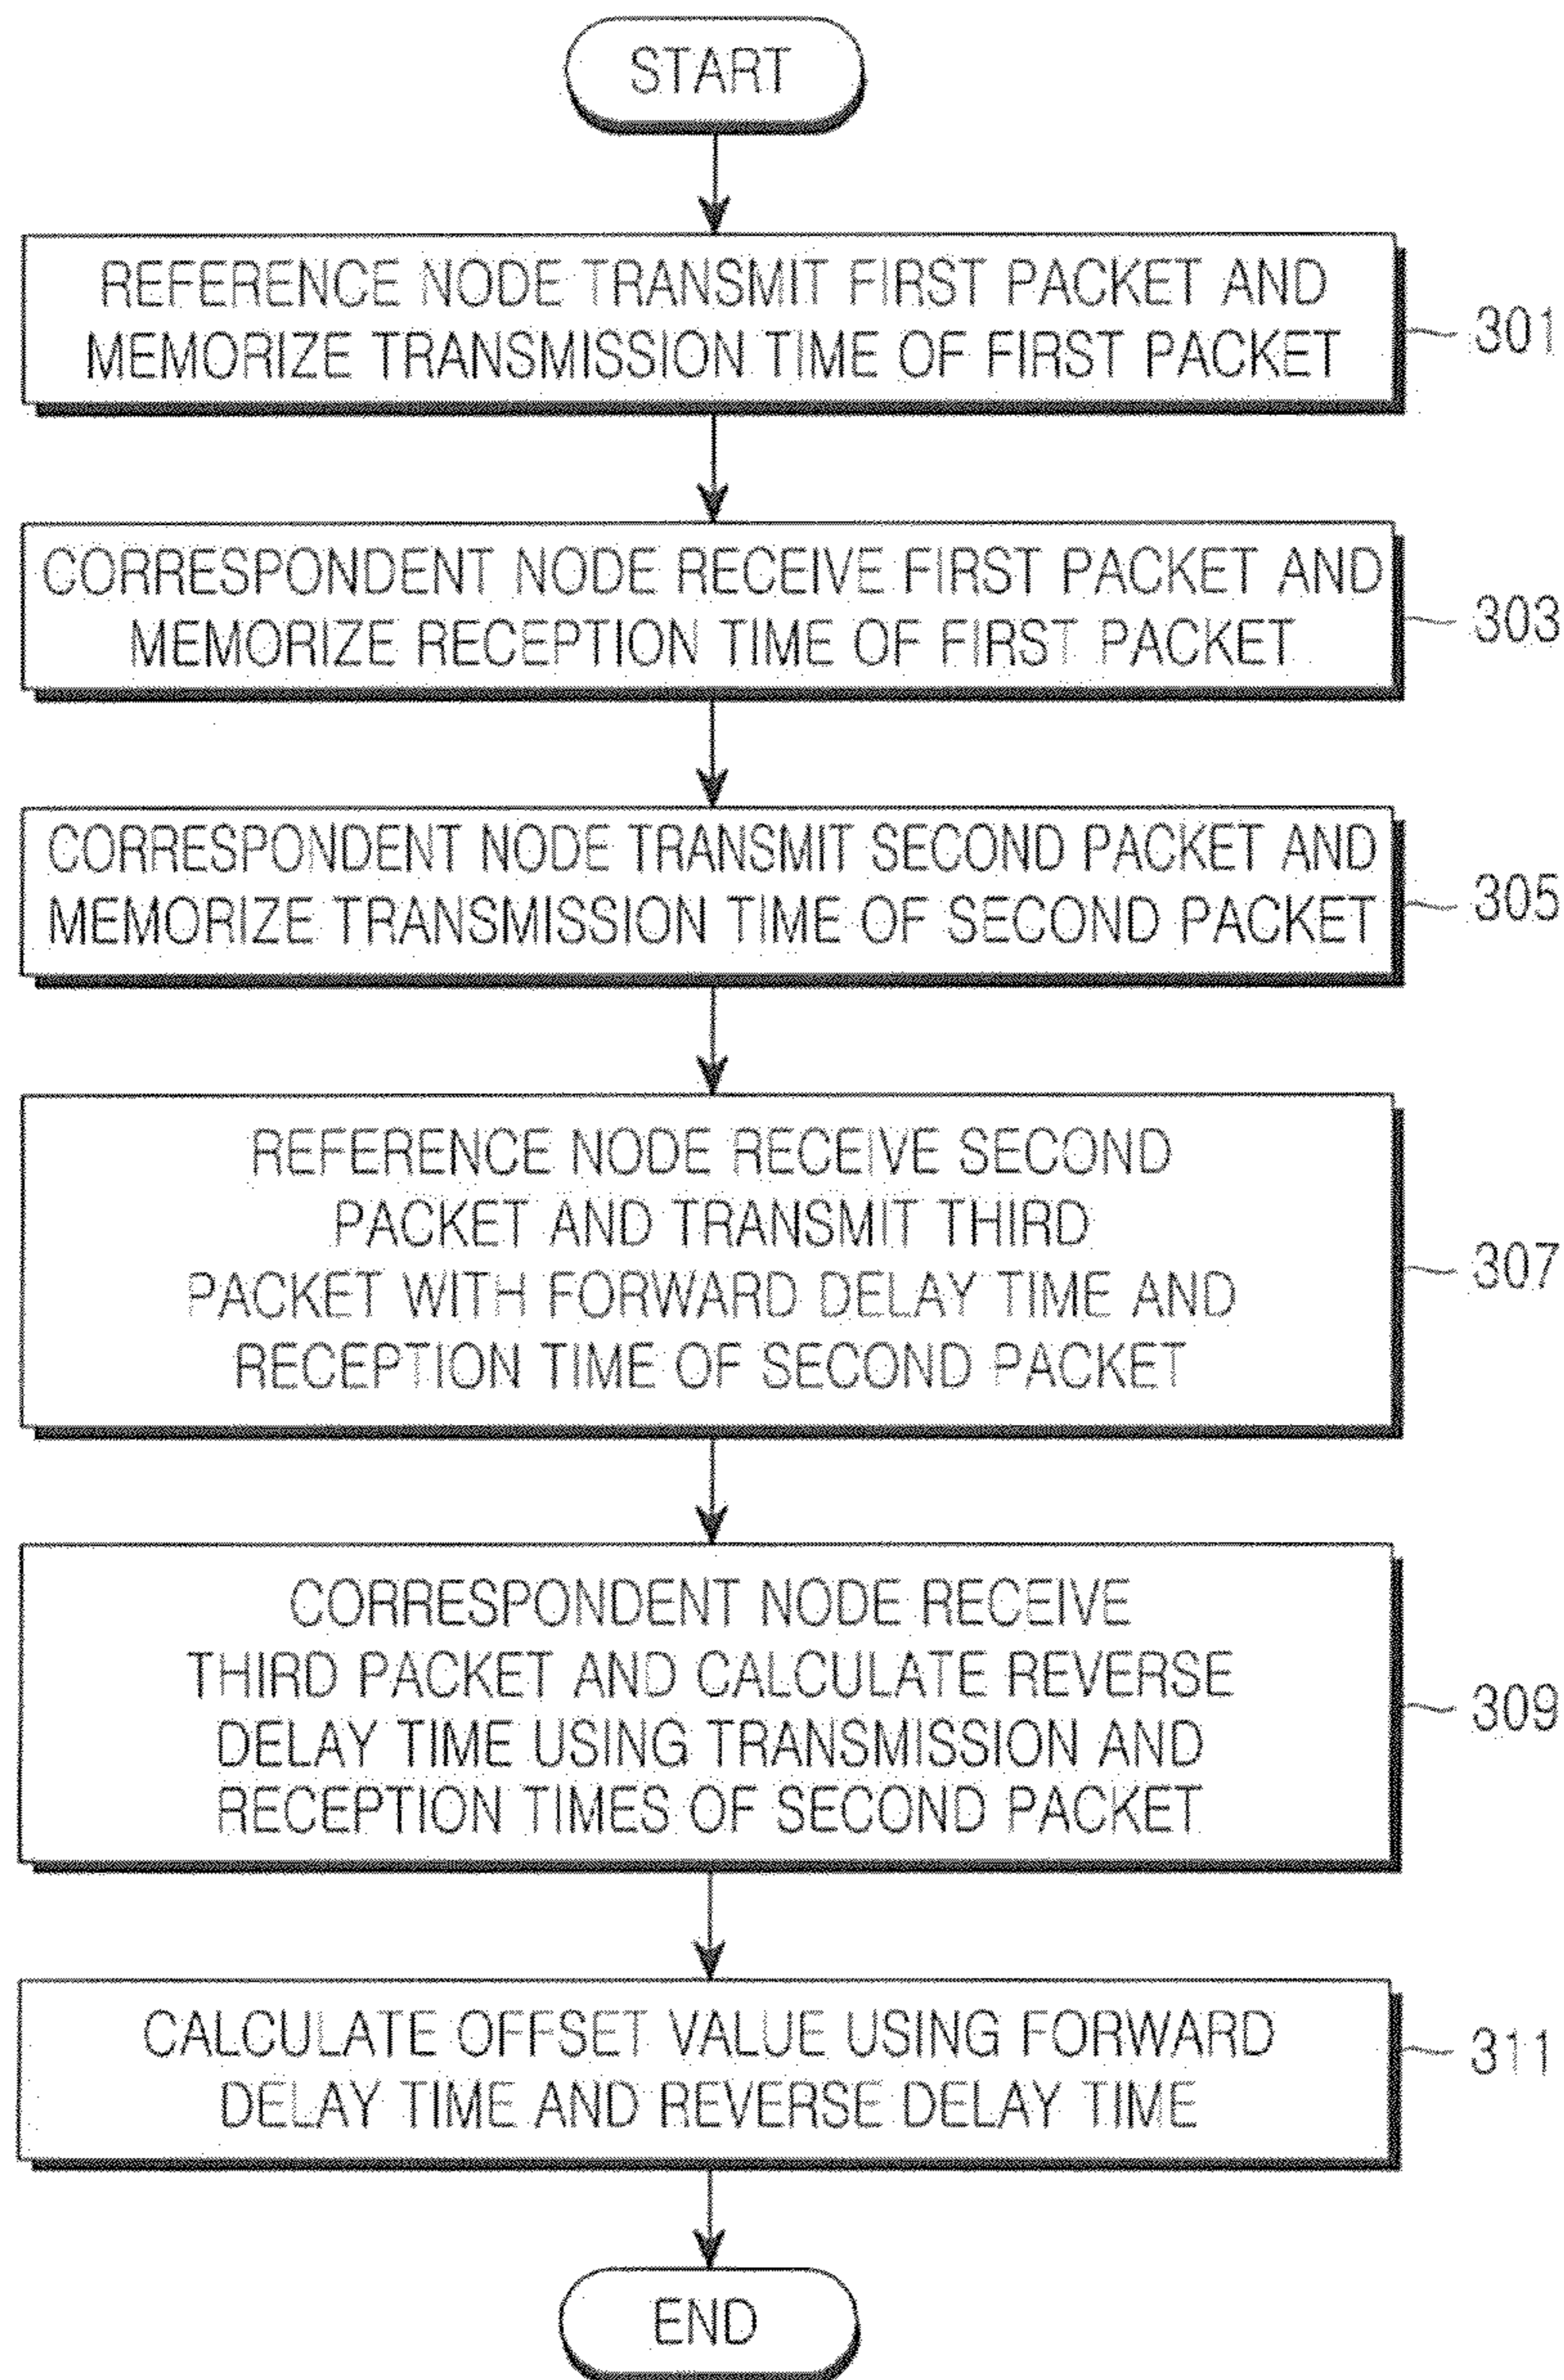 START
REFERENCE NODE TRANSMIT FIRST PACKET AND
MEMORIZE TRANSMISSION TIME OF FIRST PACKET
301
CORRESPONDENT NODE RECEIVE FIRST PACKET AND
MEMORIZE RECEPTION TIME OF FIRST PACKET
303
CORRESPONDENT NODE TRANSMIT SECOND PACKET AND
MEMORIZE TRANSMISSION TIME OF SECOND PACKET
305
REFERENCE NODE RECEIVE SECOND
PACKET AND TRANSMIT THIRD
PACKET WITH FORWARD DELAY TIME AND
RECEPTION TIME OF SECOND PACKET
307
CORRESPONDENT NODE RECEIVE
THIRD PACKET AND CALCULATE REVERSE
DELAY TIME USING TRANSMISSION AND
RECEPTION TIMES OF SECOND PACKET
309
CALCULATE OFFSET VALUE USING FORWARD
DELAY TIME AND REVERSE DELAY TIME
311
END